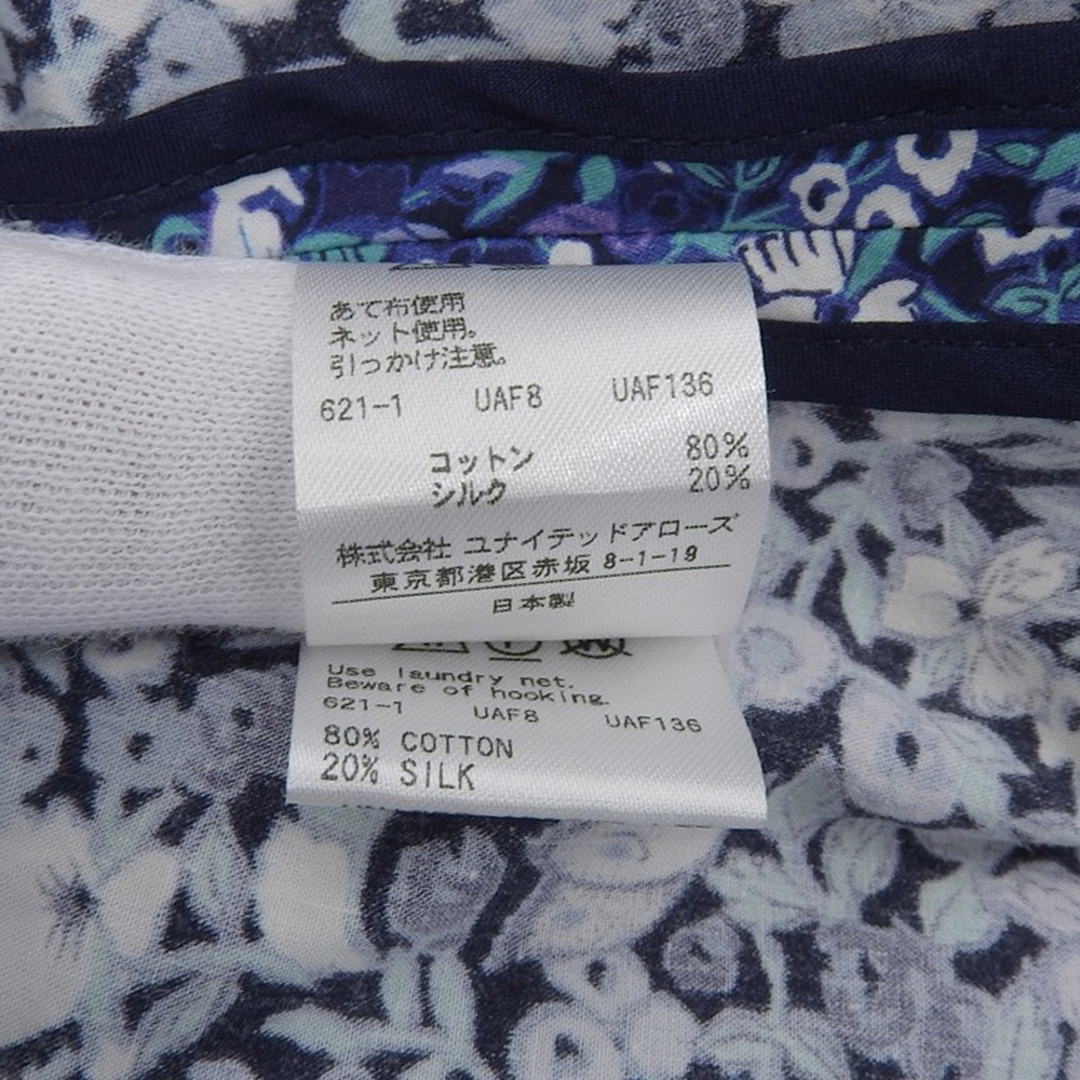 あて布使用
ネット使用。
引っかけ注意。
621-1 UAF8 UAF136
コットン 80%
シルク 20%
株式会社 ユナイテッドアローズ
東京都港区赤坂 8-1-19
日本製
Use laundry net.
Beware of hooking.
621-1 UAF8 UAF136
80% COTTON
20% SILK